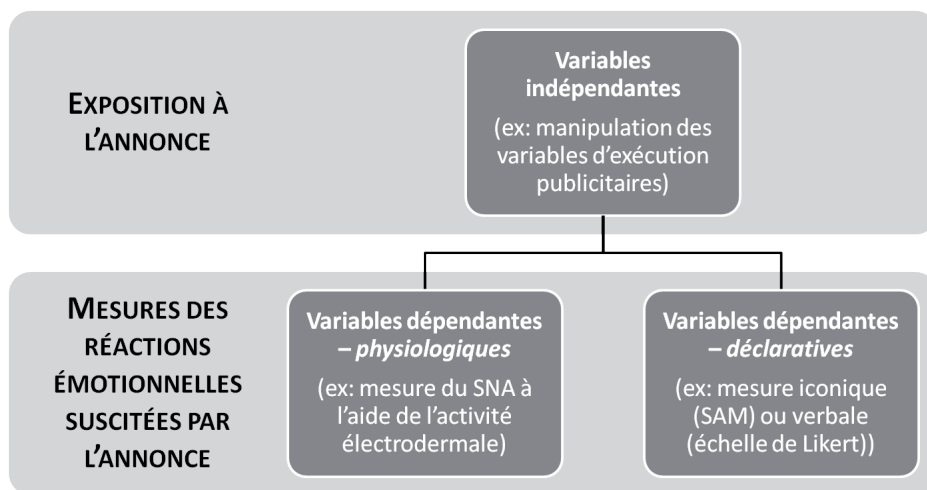 EXPOSITION À
L'ANNONCE
Variables
indépendantes
(ex: manipulation des
variables d'exécution
publicitaires)
MESURES DES
RÉACTIONS
ÉMOTIONNELLES
SUSCITÉES PAR
L'ANNONCE
Variables dépendantes
– physiologiques
(ex: mesure du SNA à
l'aide de l'activité
électrodermale)
Variables dépendantes
– déclaratives
(ex: mesure iconique
(SAM) ou verbale
(échelle de Likert))